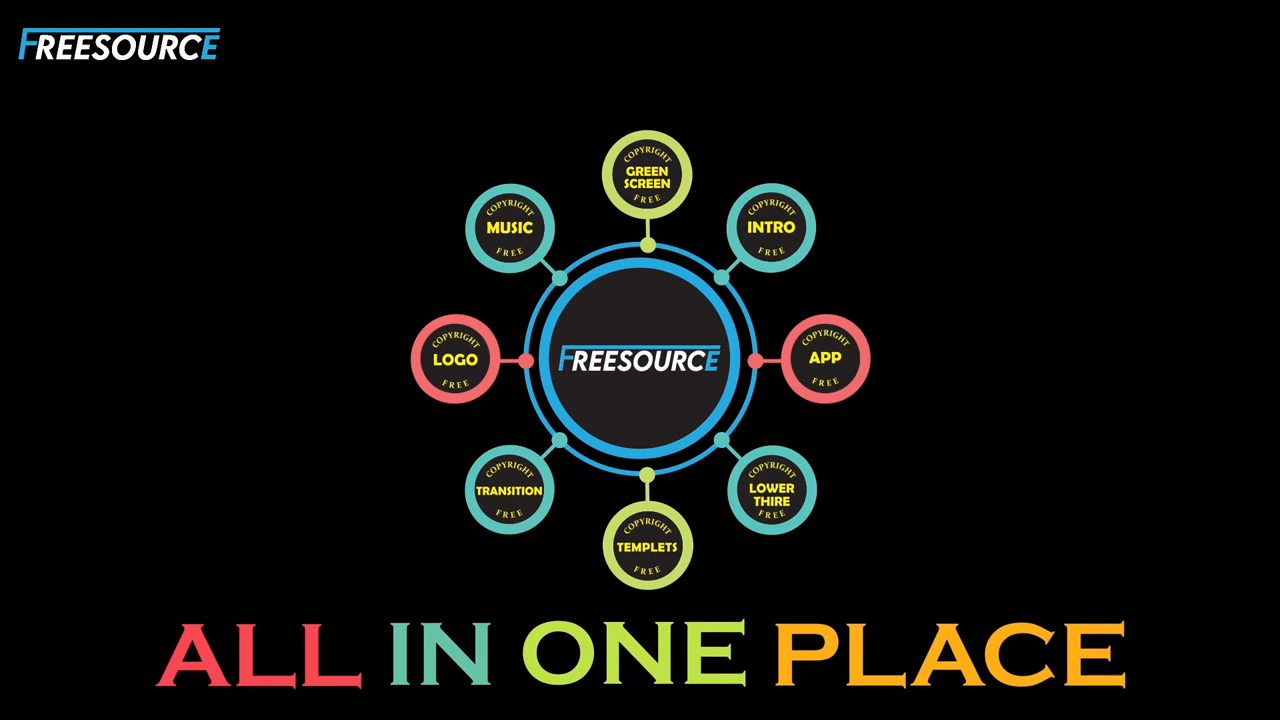 FREESOURCE
COPYRIGHT
GREEN
SCREEN
FREE
COPYRIGHT
MUSIC
FREE
COPYRIGHT
INTRO
FREE
COPYRIGHT
LOGO
FREE
FREESOURCE
COPYRIGHT
APP
FREE
COPYRIGHT
TRANSITION
FREE
COPYRIGHT
LOWER
THIRE
FREE
COPYRIGHT
TEMPLETS
FREE
ALL IN ONE PLACE